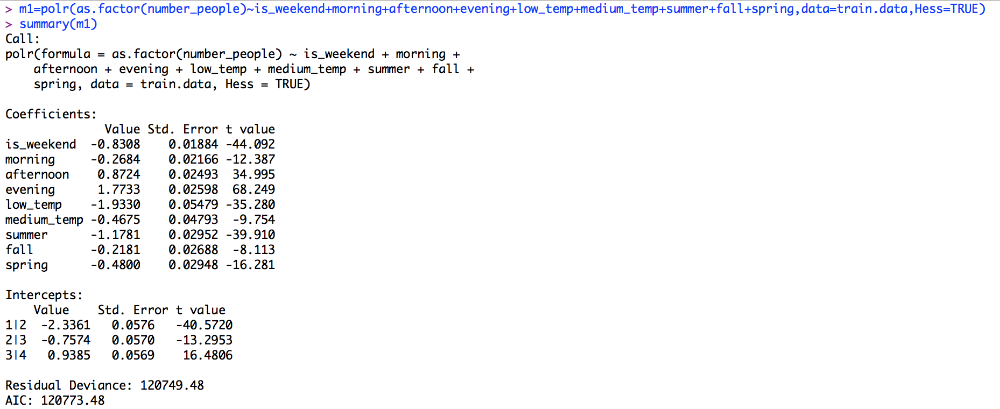 > m1=polr(as.factor(number_people)~is_weekend+morning+afternoon+evening+low_temp+medium_temp+summer+fall+spring,data=train.data,Hess=TRUE)
> summary(m1)
Call:
polr(formula = as.factor(number_people) ~ is_weekend + morning +
    afternoon + evening + low_temp + medium_temp + summer + fall +
    spring, data = train.data, Hess = TRUE)

Coefficients:
              Value Std. Error t value
is_weekend  -0.8308    0.01884 -44.092
morning     -0.2684    0.02166 -12.387
afternoon    0.8724    0.02493  34.995
evening      1.7733    0.02598  68.249
low_temp    -1.9330    0.05479 -35.280
medium_temp -0.4675    0.04793  -9.754
summer      -1.1781    0.02952 -39.910
fall        -0.2181    0.02688  -8.113
spring      -0.4800    0.02948 -16.281

Intercepts:
    Value    Std. Error t value
1|2  -2.3361   0.0576   -40.5720
2|3  -0.7574   0.0570   -13.2953
3|4   0.9385   0.0569    16.4806

Residual Deviance: 120749.48
AIC: 120773.48